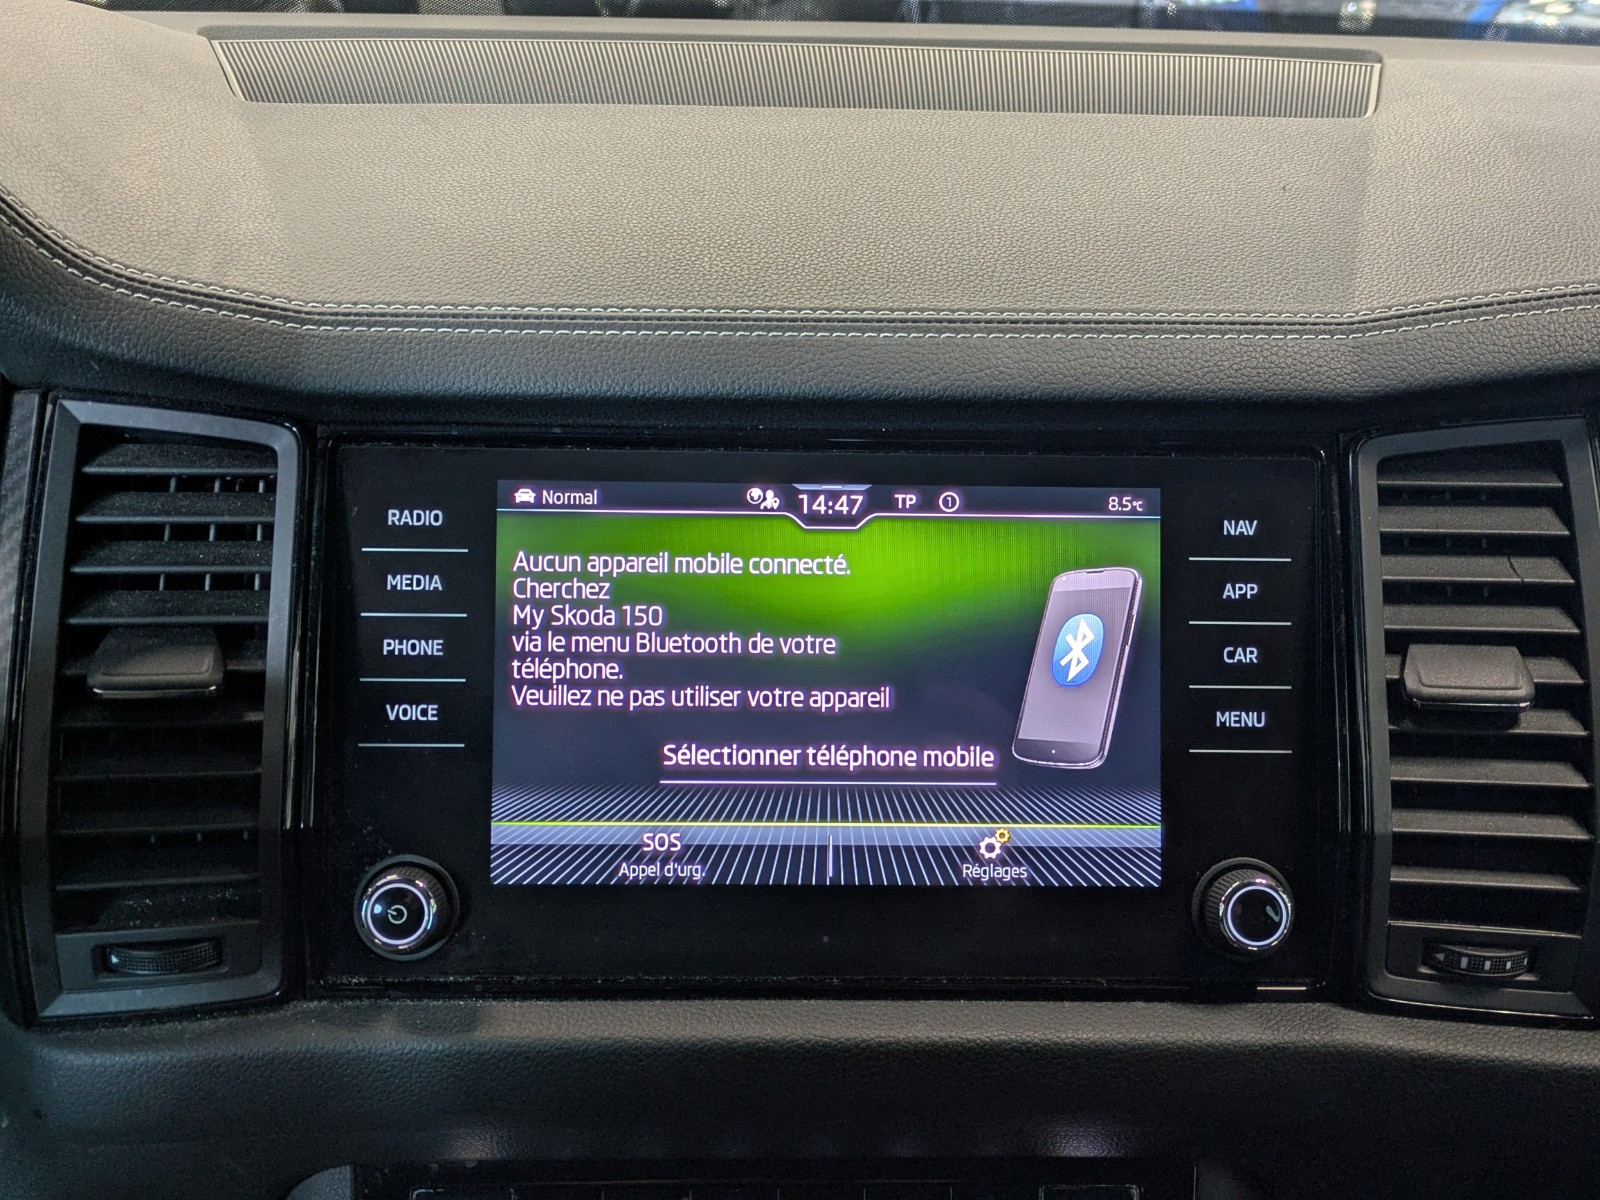 Normal
14:47 TP 1
8.5°C
RADIO
MEDIA
PHONE
VOICE
Aucun appareil mobile connecté.
Cherchez
My Skoda 150
via le menu Bluetooth de votre
téléphone.
Veuillez ne pas utiliser votre appareil
Sélectionner téléphone mobile
SOS
Appel d'urg.
Réglages
NAV
APP
CAR
MENU